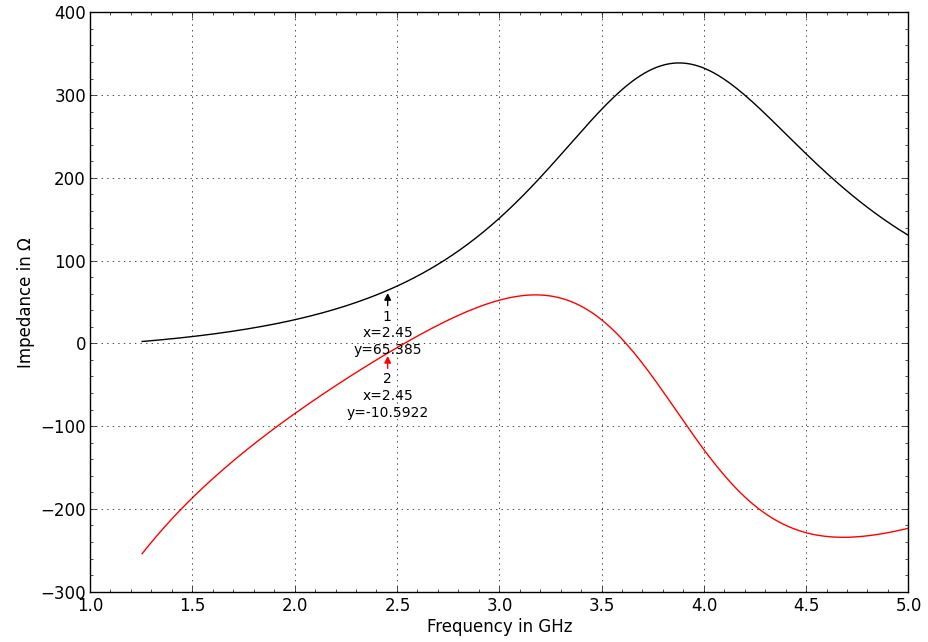 400
300
200
100
0
−100
−200
−300
Impedance in Ω
1
x=2.45
y=65.385
2
x=2.45
y=-10.5922
1.0 1.5 2.0 2.5 3.0 3.5 4.0 4.5 5.0
Frequency in GHz